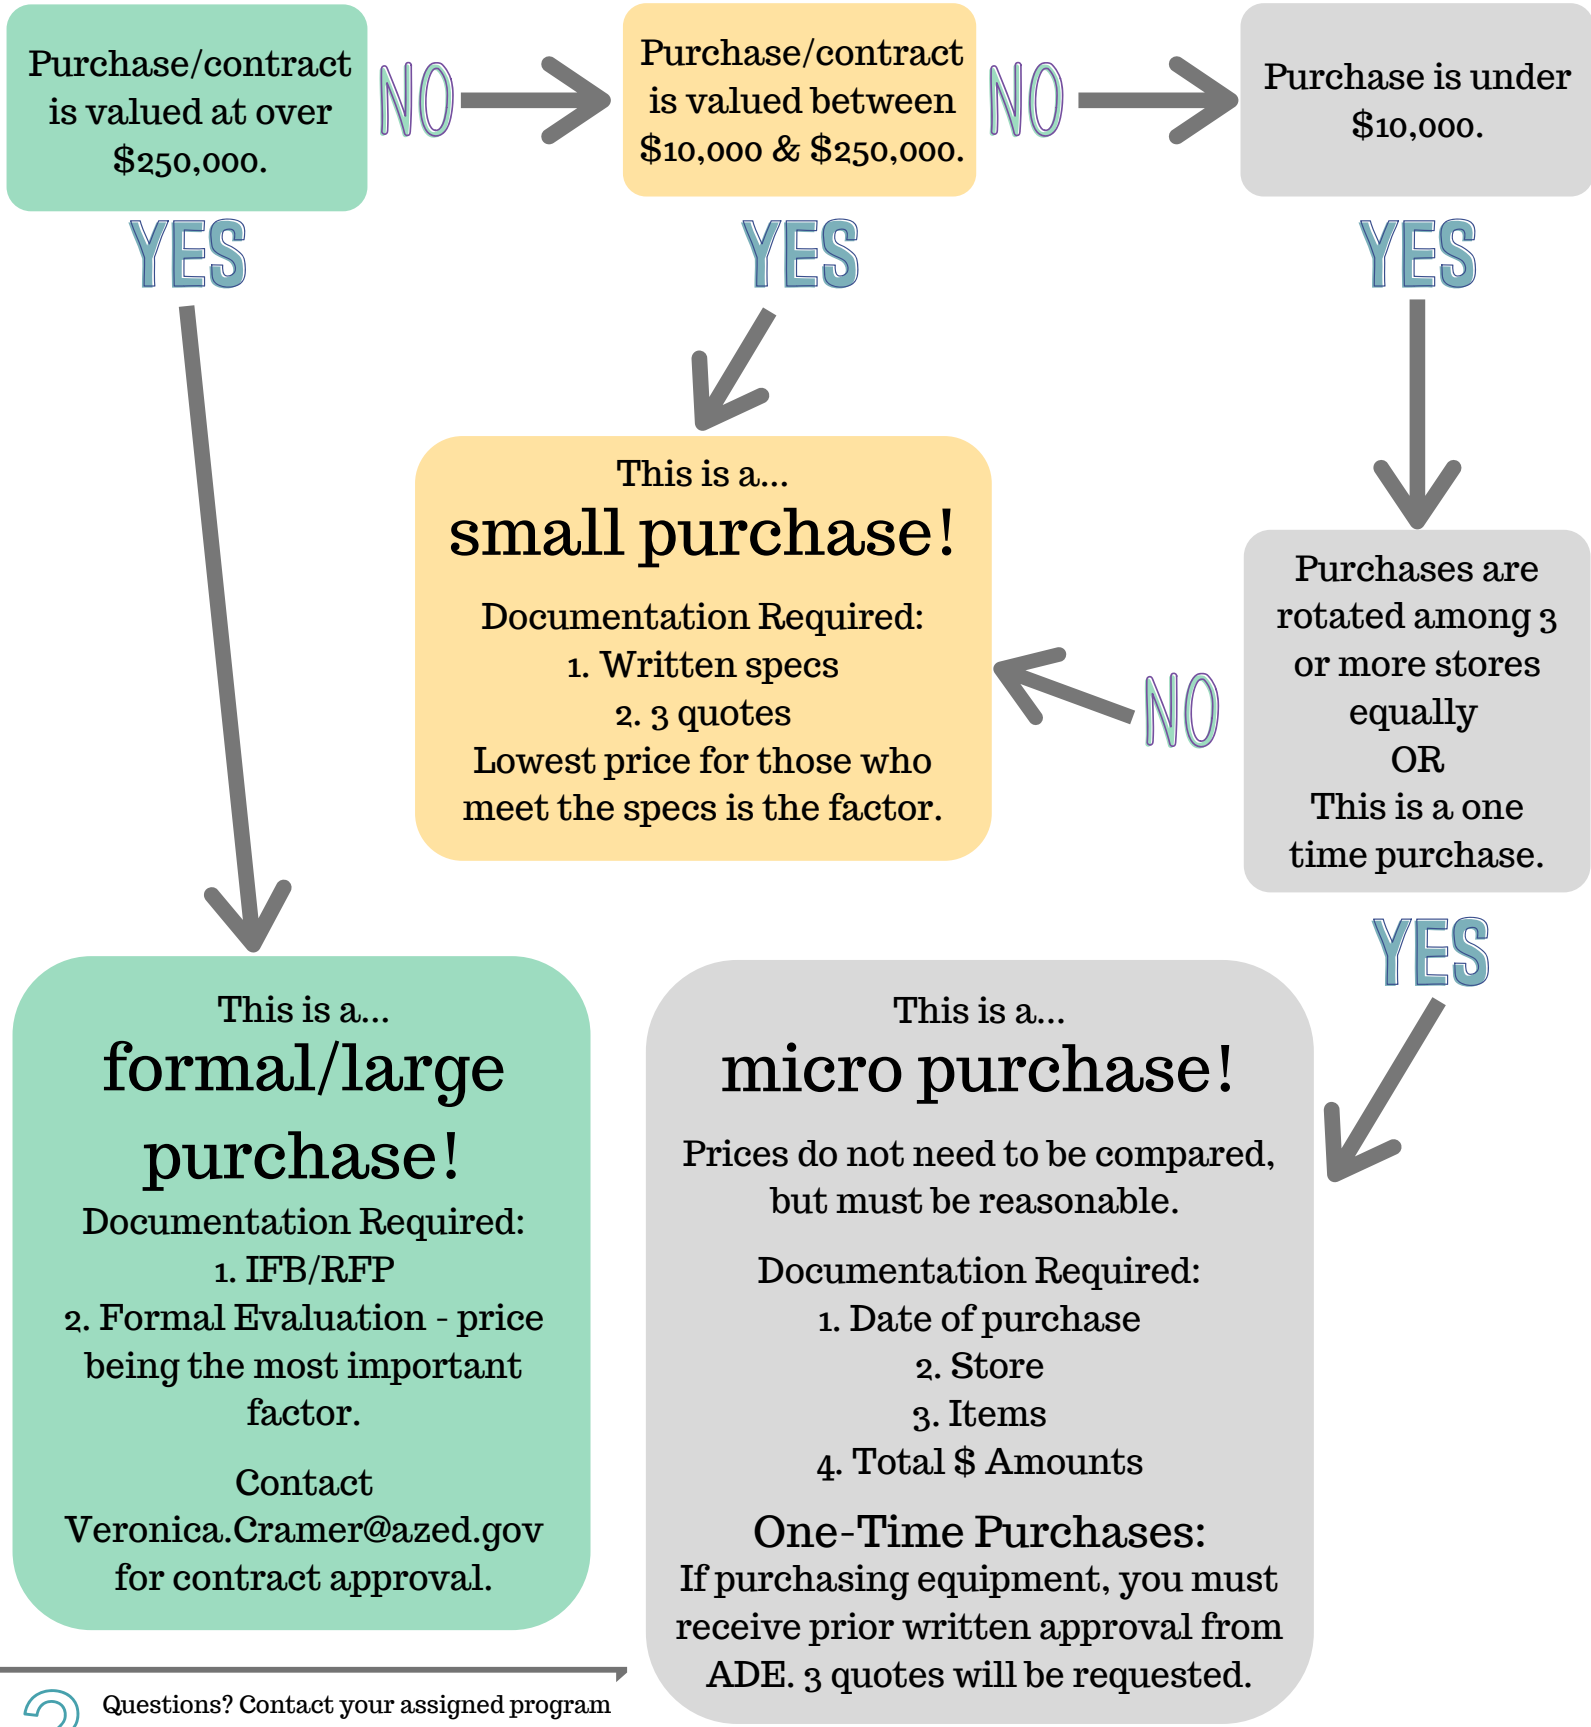 Purchase/contract
is valued at over
$250,000.
NO
Purchase/contract
is valued between
$10,000 & $250,000.
NO
Purchase is under
$10,000.
YES
YES
YES
This is a...
small purchase!
Documentation Required:
1. Written specs
2. 3 quotes
Lowest price for those who
meet the specs is the factor.
NO
Purchases are
rotated among 3
or more stores
equally
OR
This is a one
time purchase.
YES
This is a...
formal/large
purchase!
Documentation Required:
1. IFB/RFP
2. Formal Evaluation - price
being the most important
factor.
Contact
Veronica.Cramer@azed.gov
for contract approval.
This is a...
micro purchase!
Prices do not need to be compared,
but must be reasonable.
Documentation Required:
1. Date of purchase
2. Store
3. Items
4. Total $ Amounts
One-Time Purchases:
If purchasing equipment, you must
receive prior written approval from
ADE. 3 quotes will be requested.
Questions? Contact your assigned program